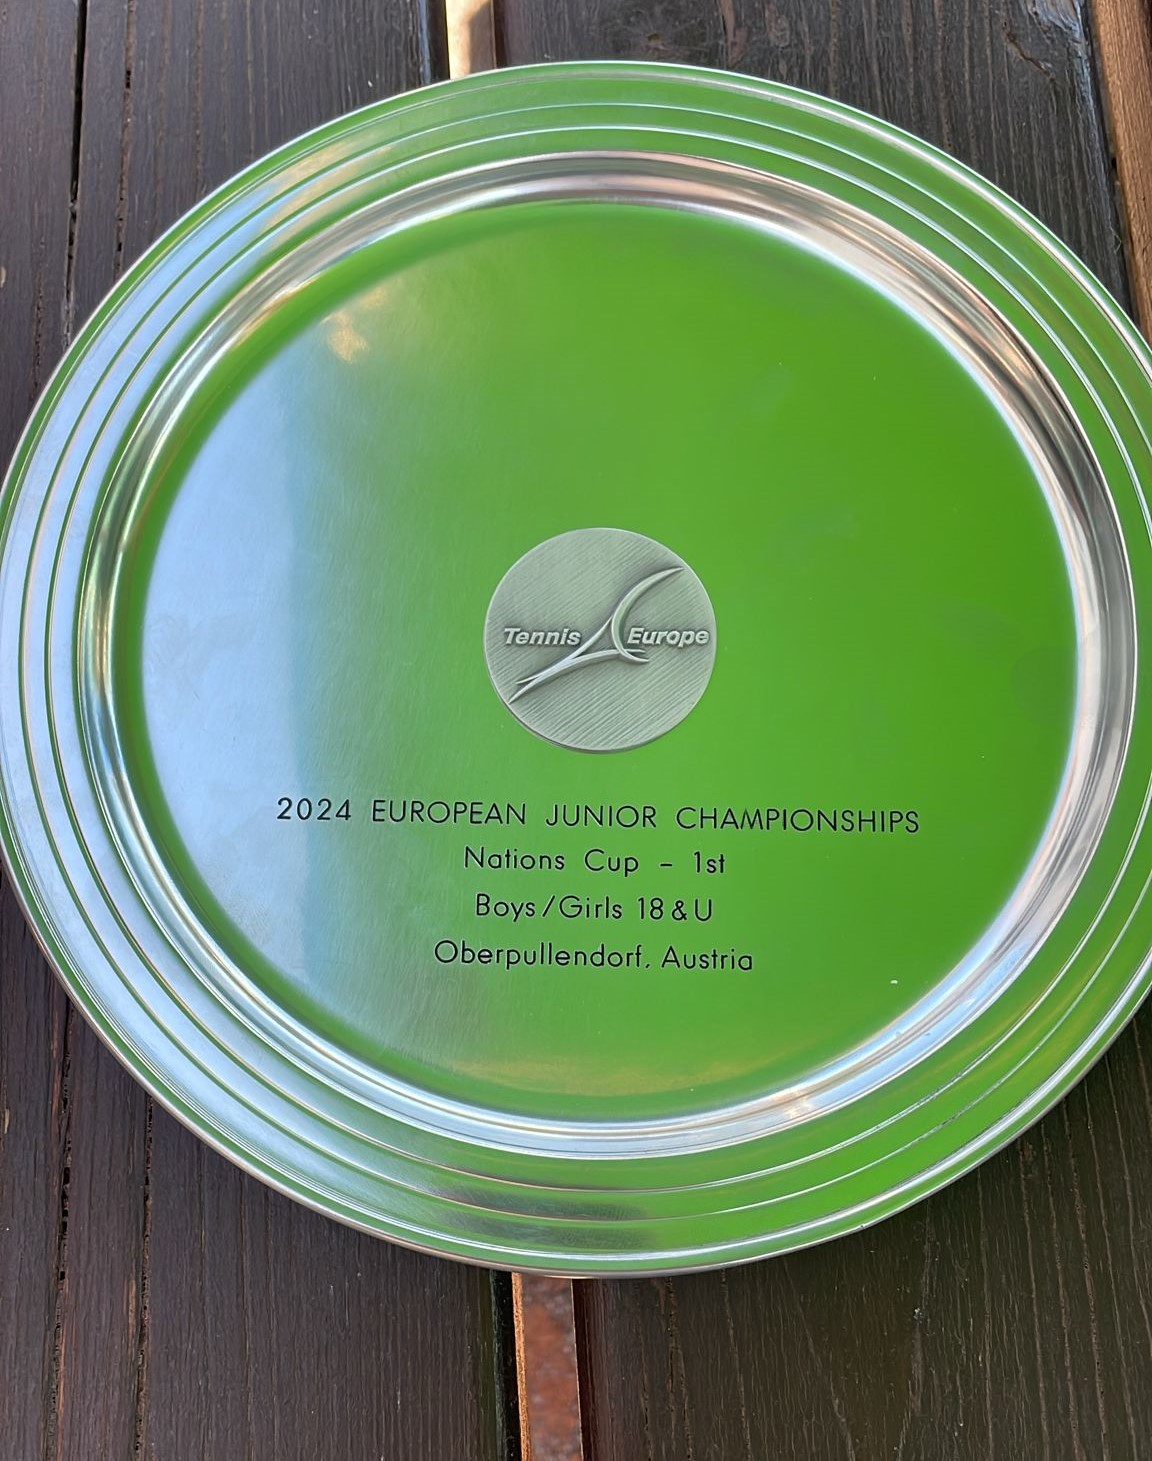 Tennis Europe
2024 EUROPEAN JUNIOR CHAMPIONSHIPS
Nations Cup - 1st
Boys/Girls 18 & U
Oberpullendorf, Austria